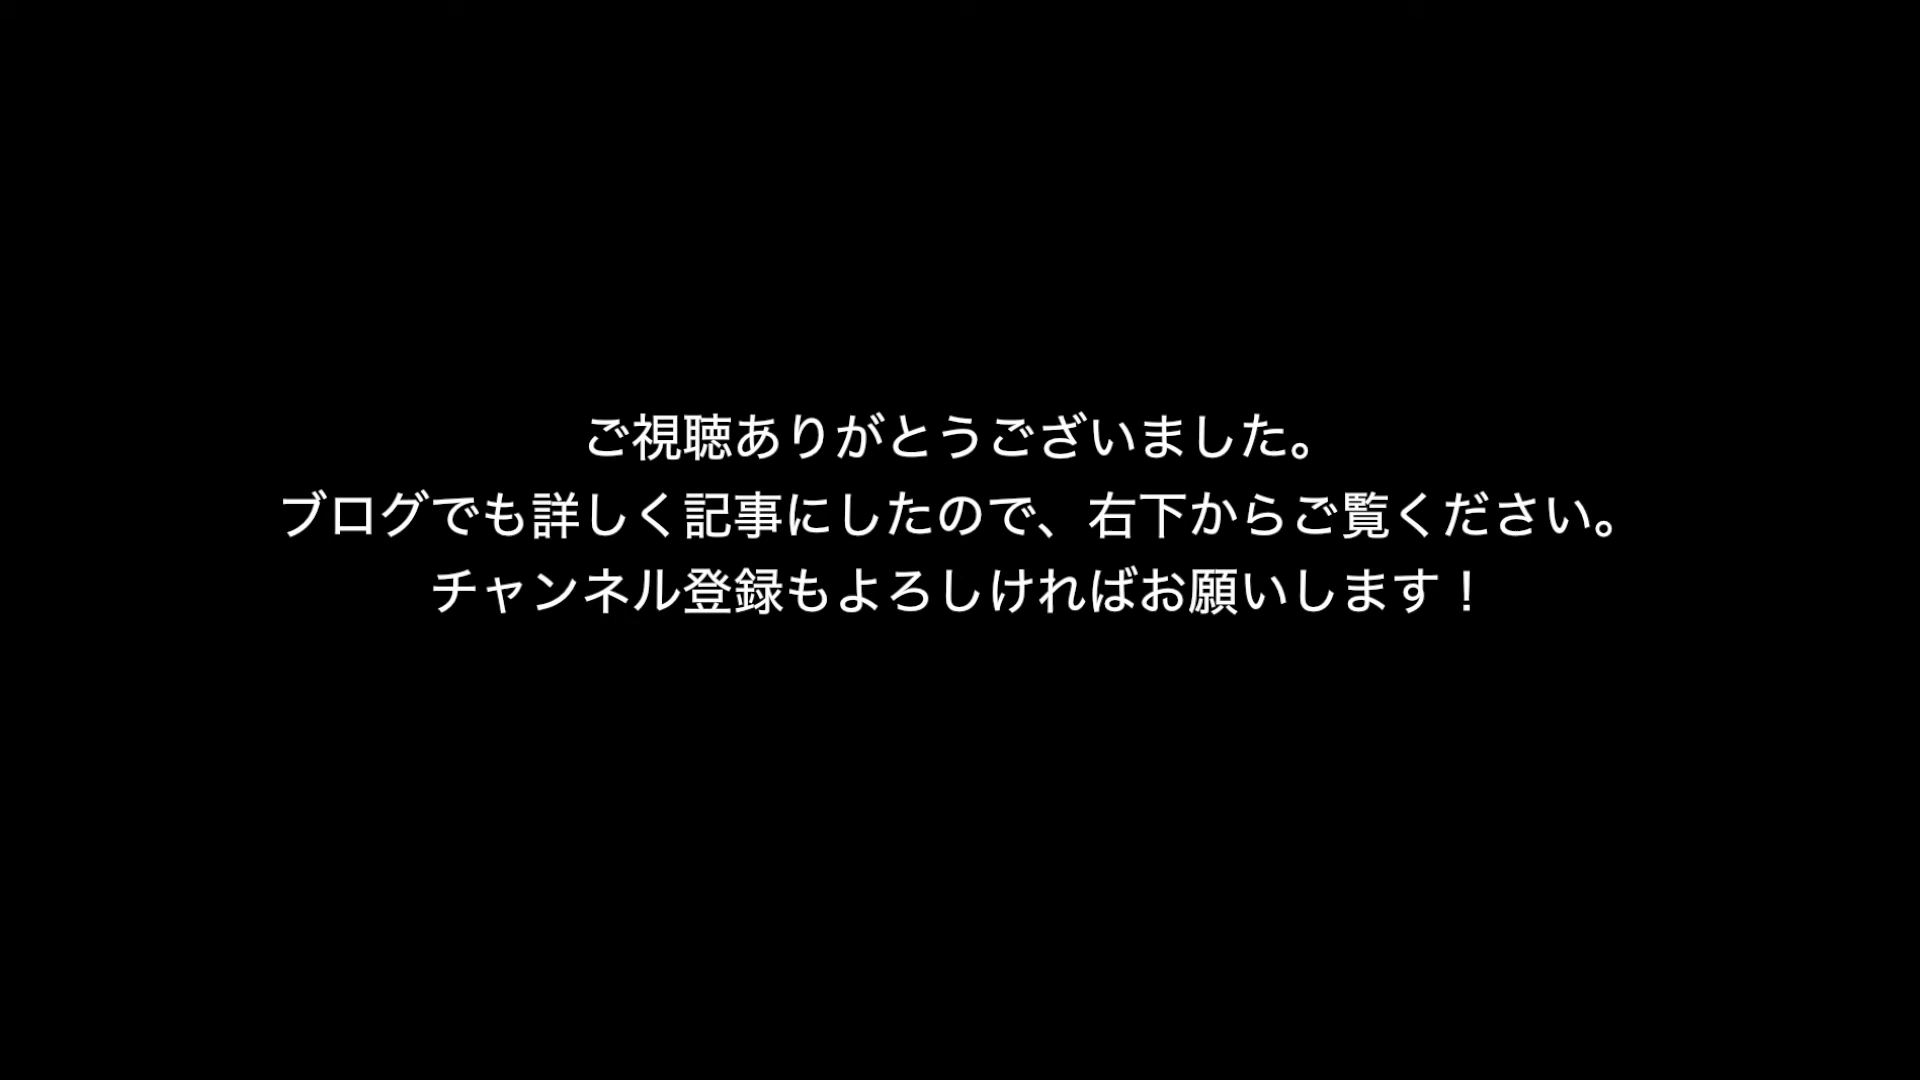 ご視聴ありがとうございました。
ブログでも詳しく記事にしたので、右下からご覧ください。
チャンネル登録もよろしければお願いします！